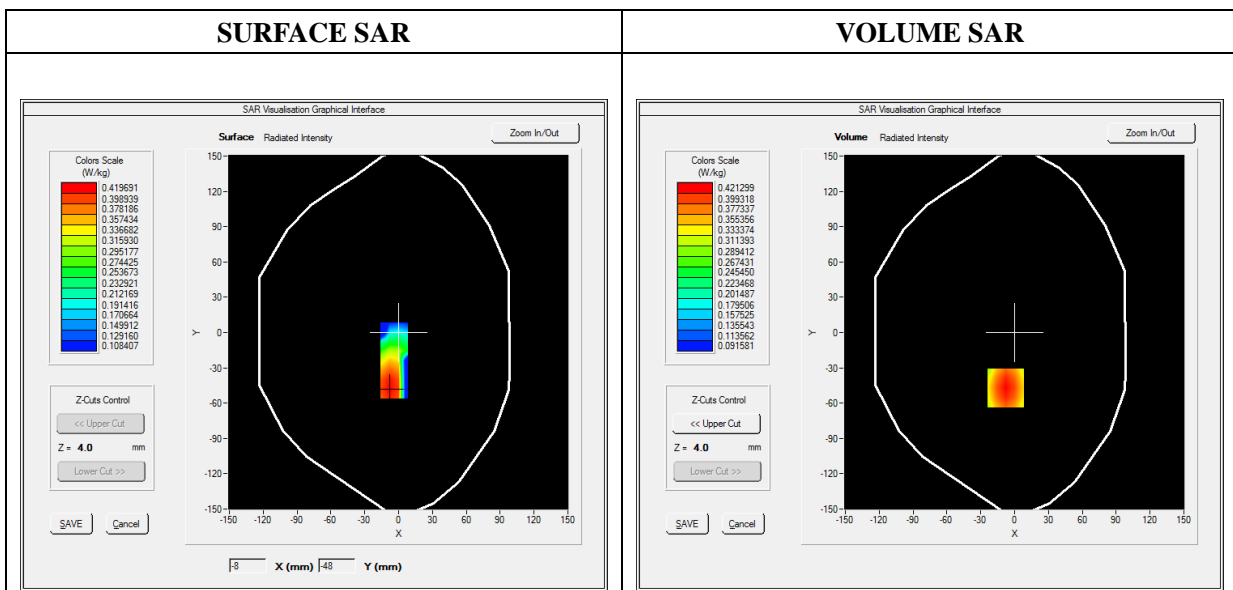 SURFACE SAR
VOLUME SAR
SAR Visualisation Graphical Interface
Surface Radiated Intensity
Zoom In/Out
Colors Scale
(W/kg)
0.419691
0.398939
0.378186
0.357434
0.336682
0.315930
0.295177
0.274425
0.253673
0.232921
0.212169
0.191416
0.170664
0.149912
0.129160
0.108407
Z-Cuts Control
<< Upper Cut
Z = 4.0 mm
Lower Cut >>
SAVE
Cancel
150
120
90
60
30
0
-30
-60
-90
-120
-150
Y
-150 -120 -90 -60 -30 0 30 60 90 120 150
X
-8 X (mm) -48 Y (mm)
SAR Visualisation Graphical Interface
Volume Radiated Intensity
Zoom In/Out
Colors Scale
(W/kg)
0.421299
0.399318
0.377337
0.355356
0.333374
0.311393
0.289412
0.267431
0.245450
0.223468
0.201487
0.179506
0.157525
0.135543
0.113562
0.091581
Z-Cuts Control
<< Upper Cut
Z = 4.0 mm
Lower Cut >>
SAVE
Cancel
150
120
90
60
30
0
-30
-60
-90
-120
-150
Y
-150 -120 -90 -60 -30 0 30 60 90 120 150
X